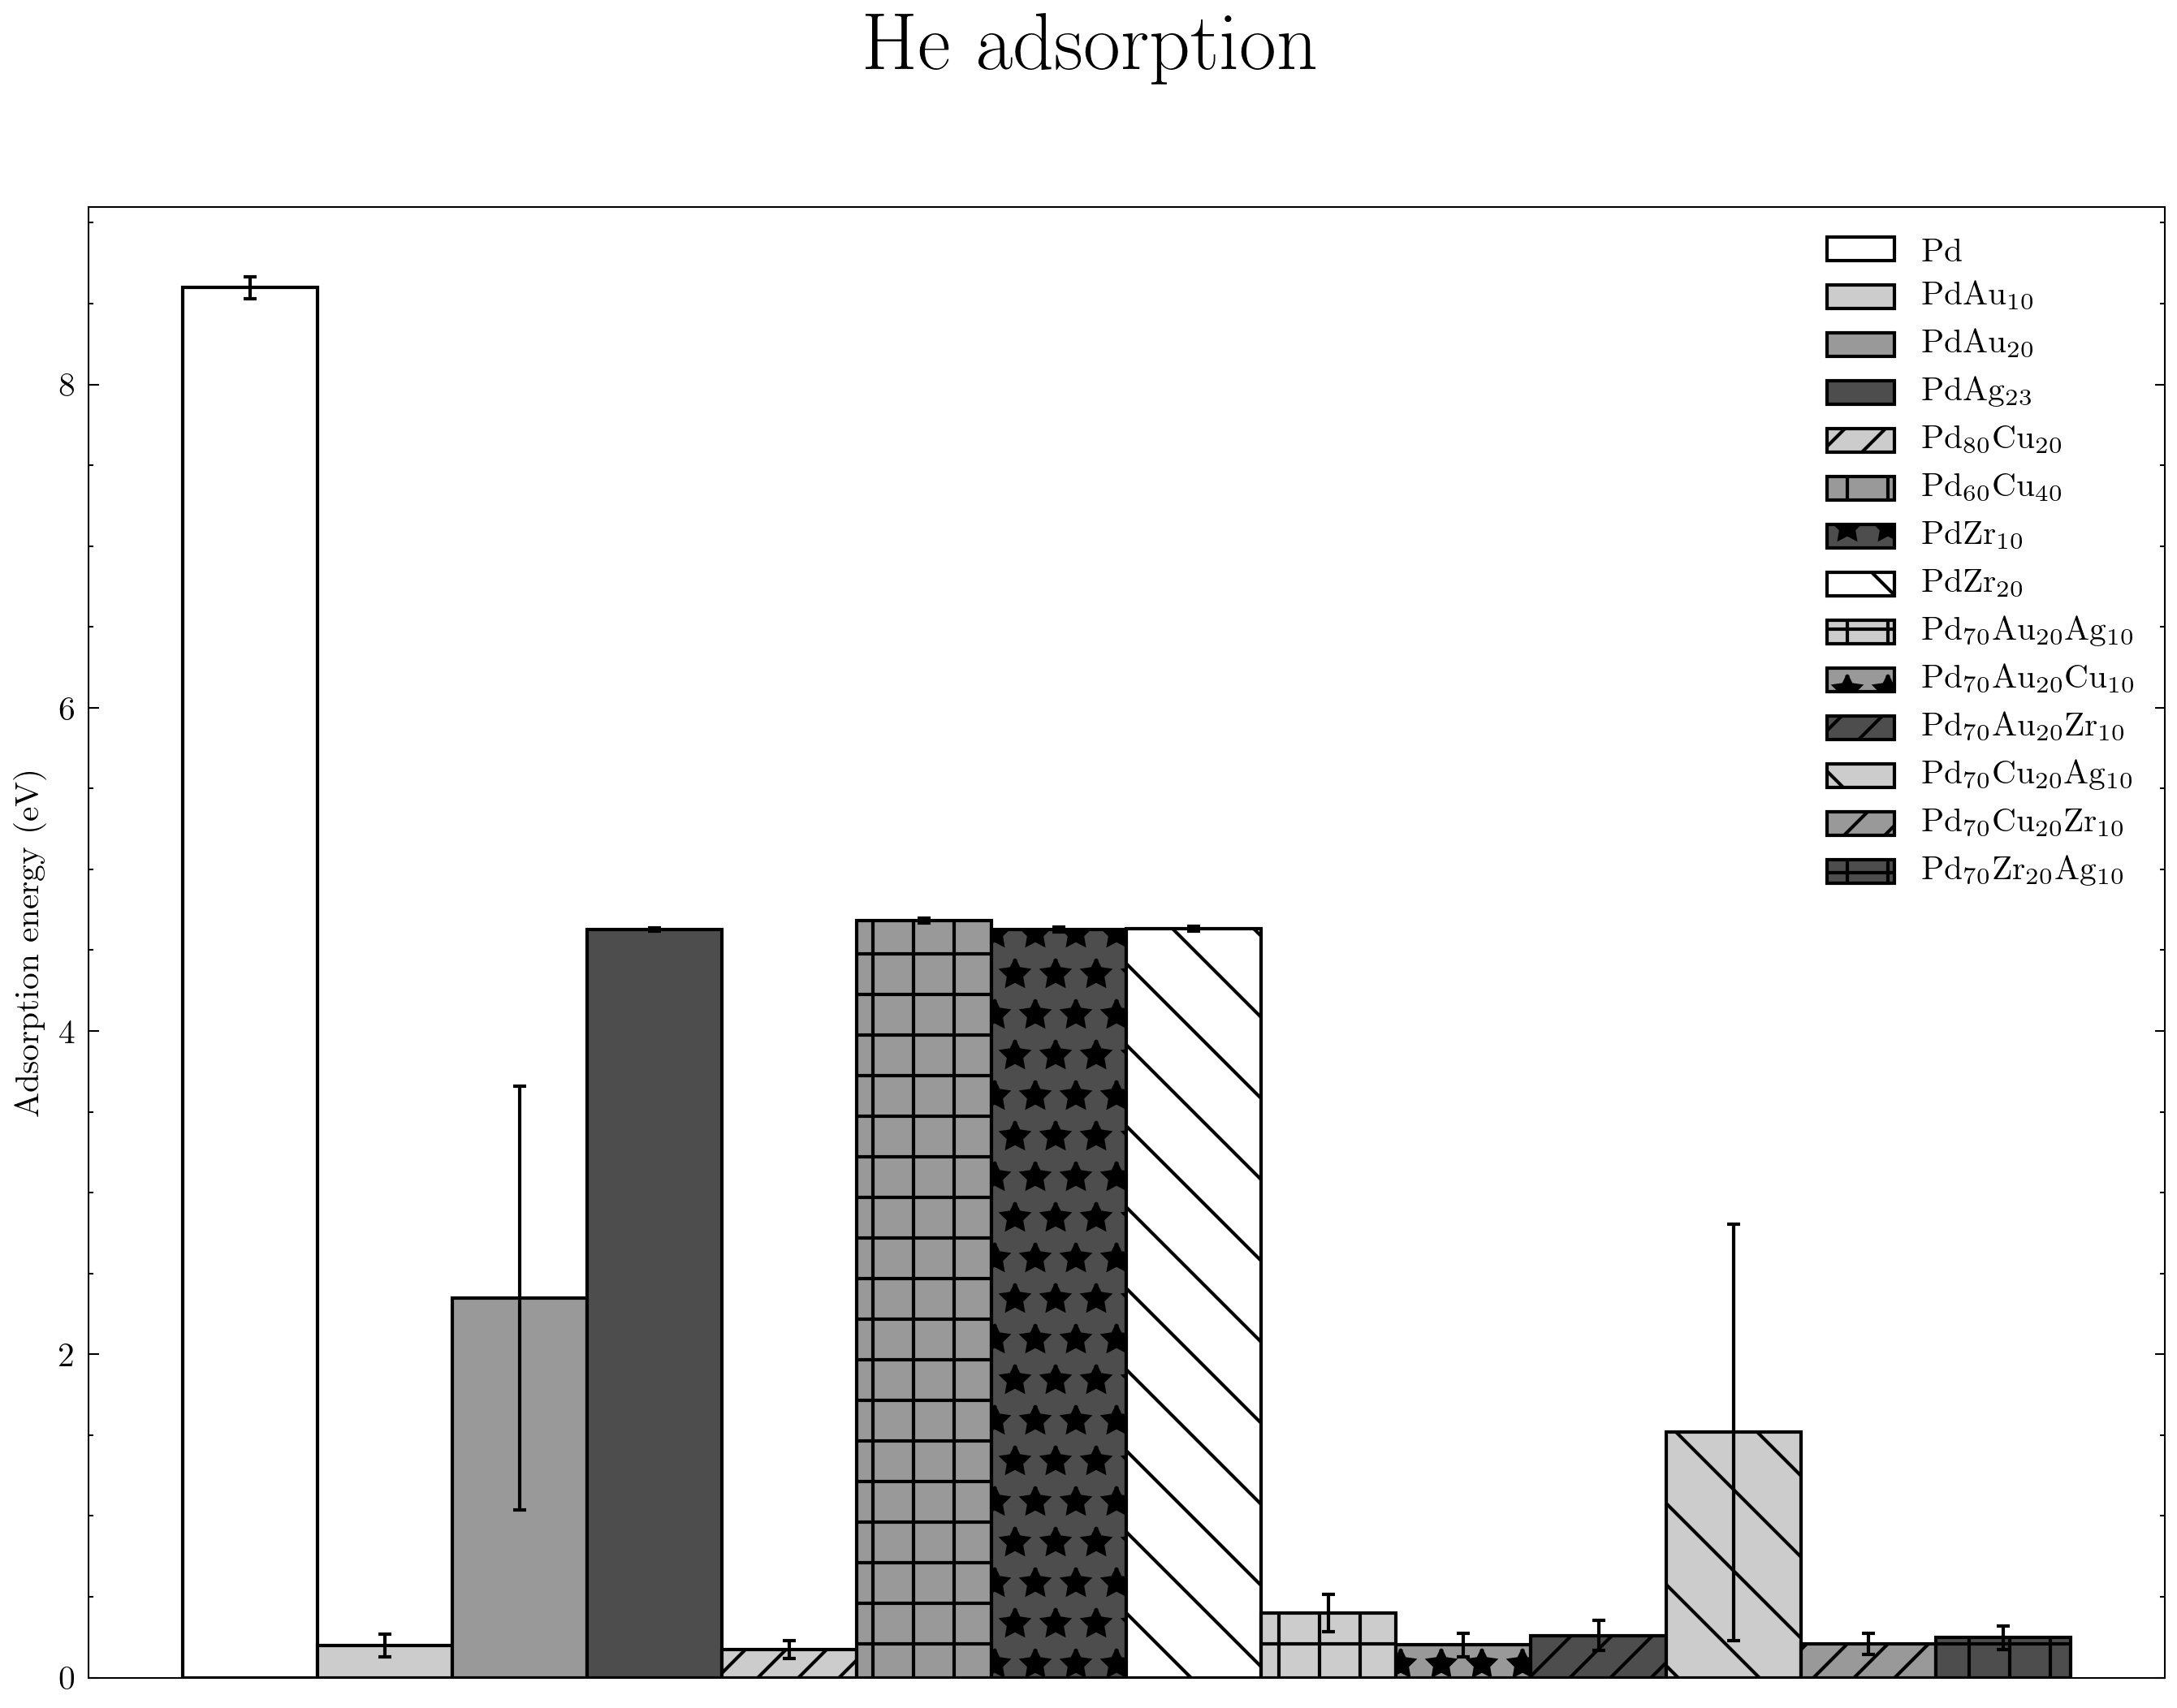 He adsorption
Adsorption energy (eV)
8
6
4
2
0
Pd
PdAu₁₀
PdAu₂₀
PdAg₂₃
Pd₈₀Cu₂₀
Pd₆₀Cu₄₀
PdZr₁₀
PdZr₂₀
Pd₇₀Au₂₀Ag₁₀
Pd₇₀Au₂₀Cu₁₀
Pd₇₀Au₂₀Zr₁₀
Pd₇₀Cu₂₀Ag₁₀
Pd₇₀Cu₂₀Zr₁₀
Pd₇₀Zr₂₀Ag₁₀